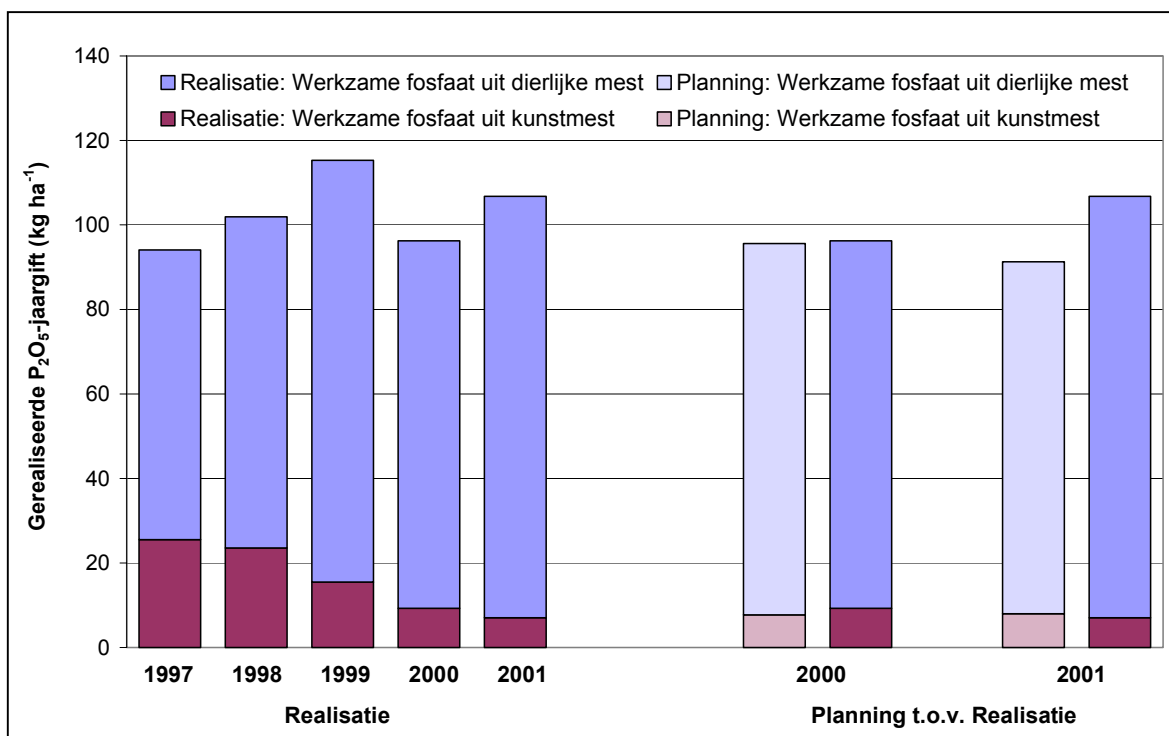 Gerealiseerde P₂O₅-jaargift (kg ha⁻¹)
140
120
100
80
60
40
20
0
Realisatie: Werkzame fosfaat uit dierlijke mest
Planning: Werkzame fosfaat uit dierlijke mest
Realisatie: Werkzame fosfaat uit kunstmest
Planning: Werkzame fosfaat uit kunstmest
1997 1998 1999 2000 2001 2000 2001
Realisatie Planning t.o.v. Realisatie